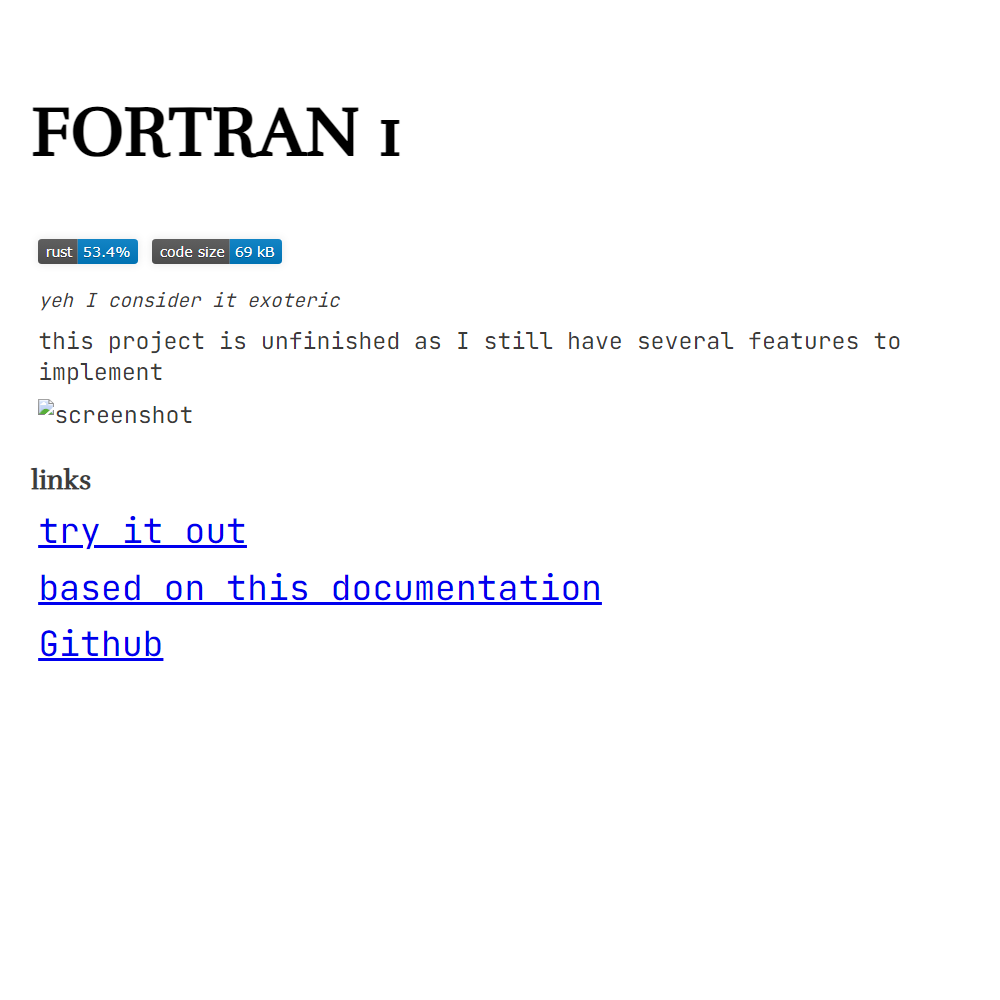 FORTRAN I
rust 53.4% code size 69 kB
yeh I consider it exoteric
this project is unfinished as I still have several features to
implement
screenshot
links
try it out
based on this documentation
Github